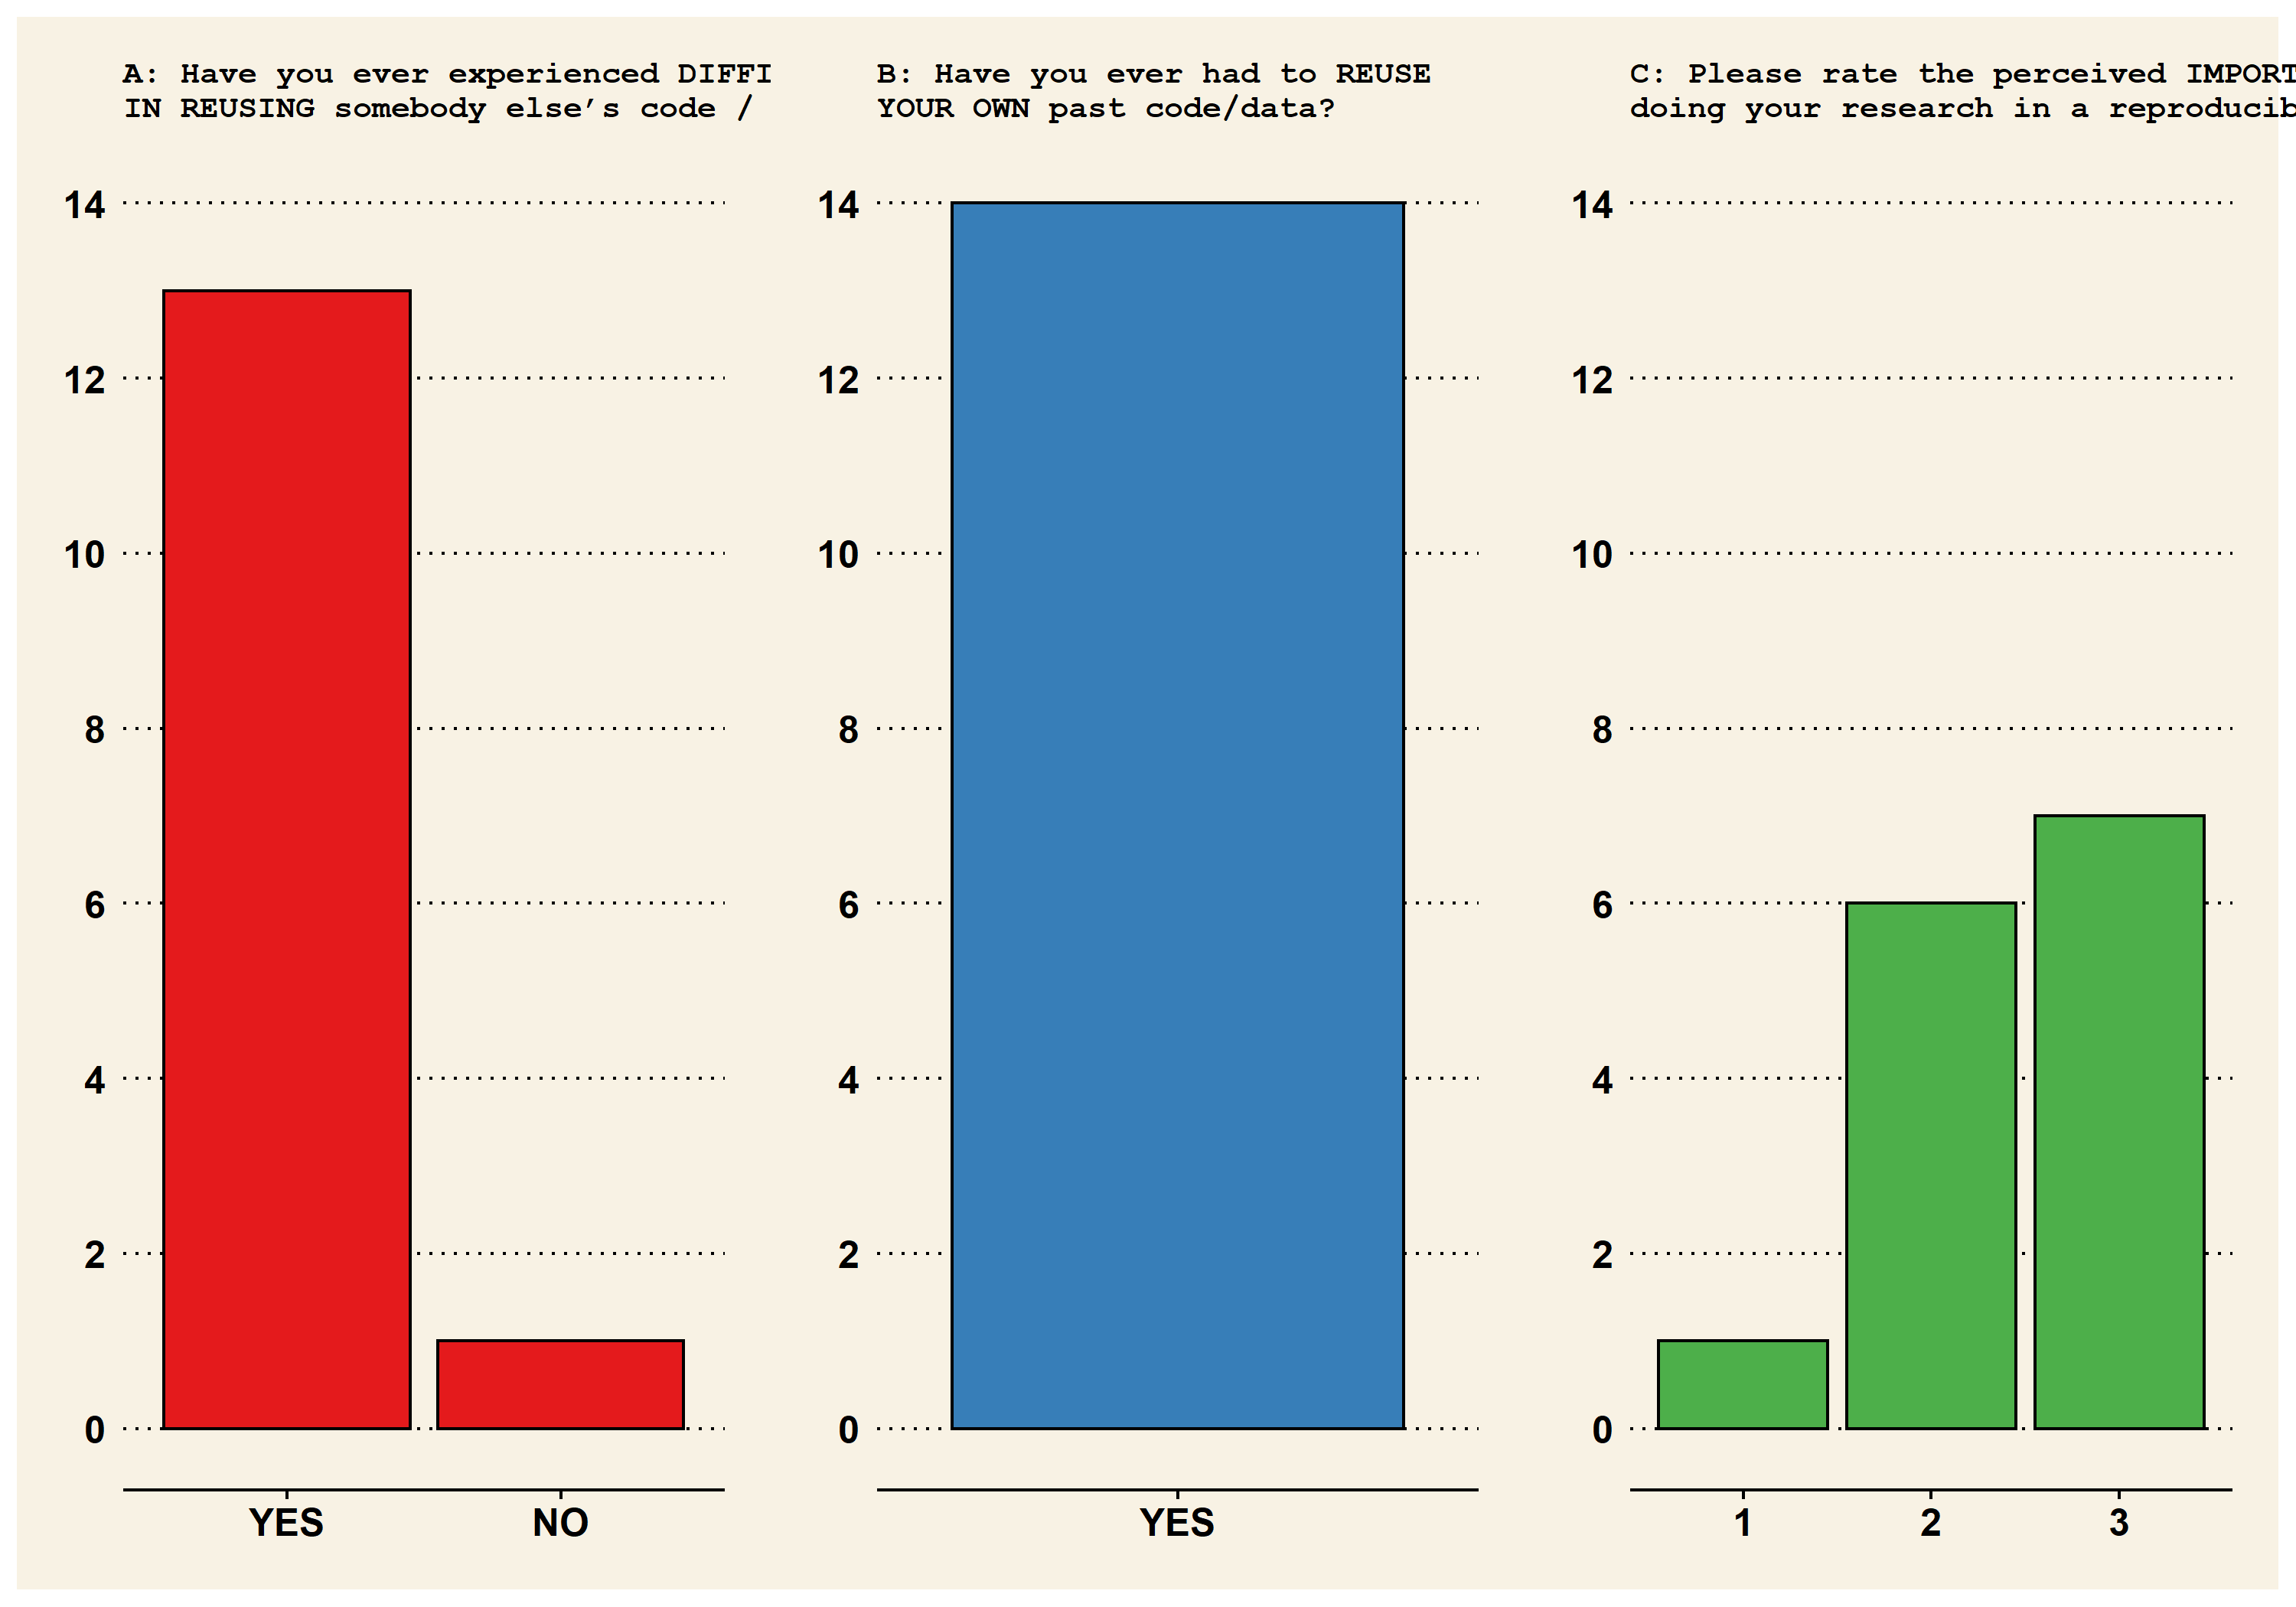 A: Have you ever experienced DIFFI
IN REUSING somebody else’s code /
14
12
10
8
6
4
2
0
YES NO
B: Have you ever had to REUSE
YOUR OWN past code/data?
14
12
10
8
6
4
2
0
YES
C: Please rate the perceived IMPORT
doing your research in a reproducib
14
12
10
8
6
4
2
0
1 2 3